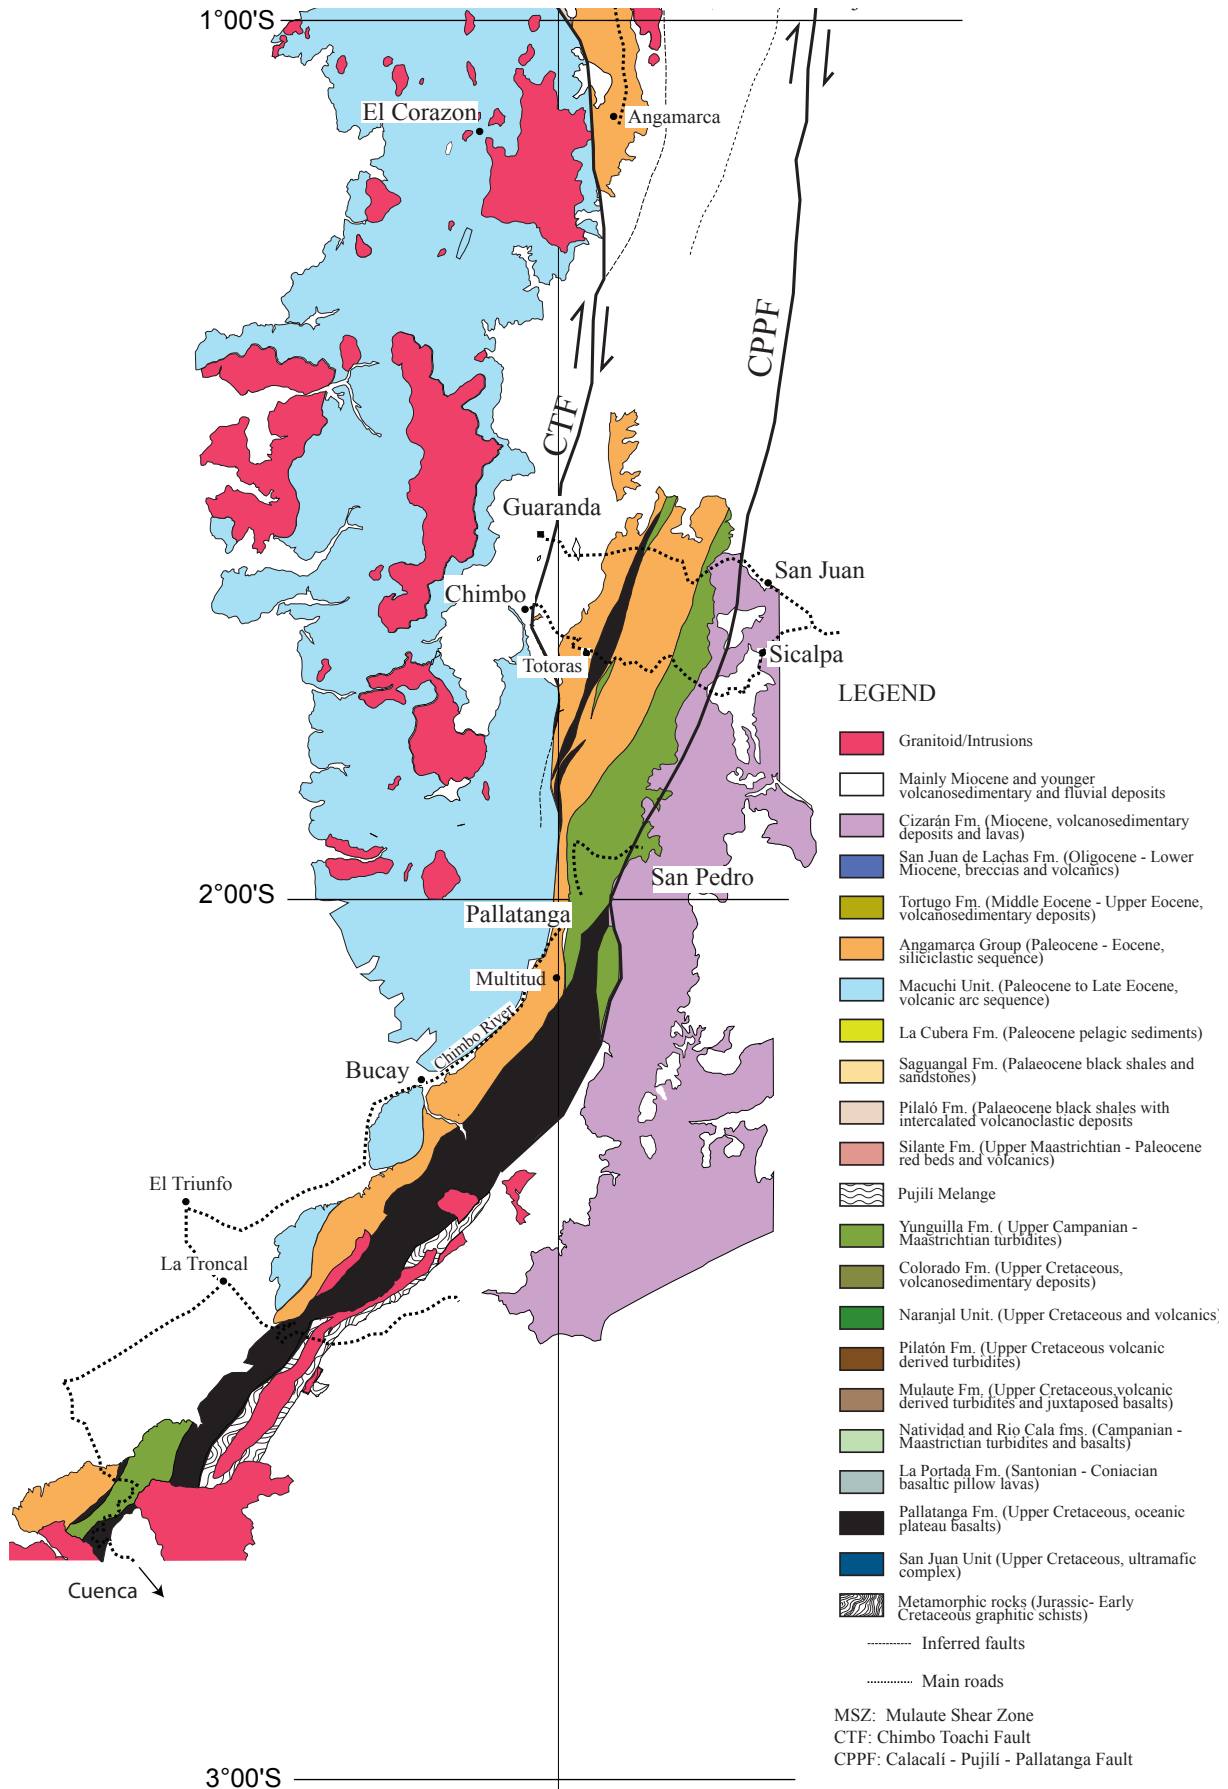 1°00'S
El Corazon
Angamarca
CPPF
CTF
Guaranda
San Juan
Chimbo
Totoras
Sicalpa
2°00'S
San Pedro
Pallatanga
Multitud
Chimbo River
Bucay
El Triunfo
La Troncal
Cuenca
3°00'S
LEGEND
Granitoid/Intrusions
Mainly Miocene and younger
volcanosedimentary and fluvial deposits
Cizarán Fm. (Miocene, volcanosedimentary
deposits and lavas)
San Juan de Lachas Fm. (Oligocene - Lower
Miocene, breccias and volcanics)
Tortugo Fm. (Middle Eocene - Upper Eocene,
volcanosedimentary deposits)
Angamarca Group (Paleocene - Eocene,
siliciclastic sequence)
Macuchi Unit. (Paleocene to Late Eocene,
volcanic arc sequence)
La Cubera Fm. (Paleocene pelagic sediments)
Saguangal Fm. (Palaeocene black shales and
sandstones)
Pilaló Fm. (Palaeocene black shales with
intercalated volcanoclastic deposits
Silante Fm. (Upper Maastrichtian - Paleocene
red beds and volcanics)
Pujilí Melange
Yunguilla Fm. ( Upper Campanian -
Maastrichtian turbidites)
Colorado Fm. (Upper Cretaceous,
volcanosedimentary deposits)
Naranjal Unit. (Upper Cretaceous and volcanics)
Pilatón Fm. (Upper Cretaceous volcanic
derived turbidites)
Mulaute Fm. (Upper Cretaceous,volcanic
derived turbidites and juxtaposed basalts)
Natividad and Rio Cala fms. (Campanian -
Maastrictian turbidites and basalts)
La Portada Fm. (Santonian - Coniacian
basaltic pillow lavas)
Pallatanga Fm. (Upper Cretaceous, oceanic
plateau basalts)
San Juan Unit (Upper Cretaceous, ultramafic
complex)
Metamorphic rocks (Jurassic- Early
Cretaceous graphitic schists)
Inferred faults
Main roads
MSZ: Mulaute Shear Zone
CTF: Chimbo Toachi Fault
CPPF: Calacalí - Pujilí - Pallatanga Fault